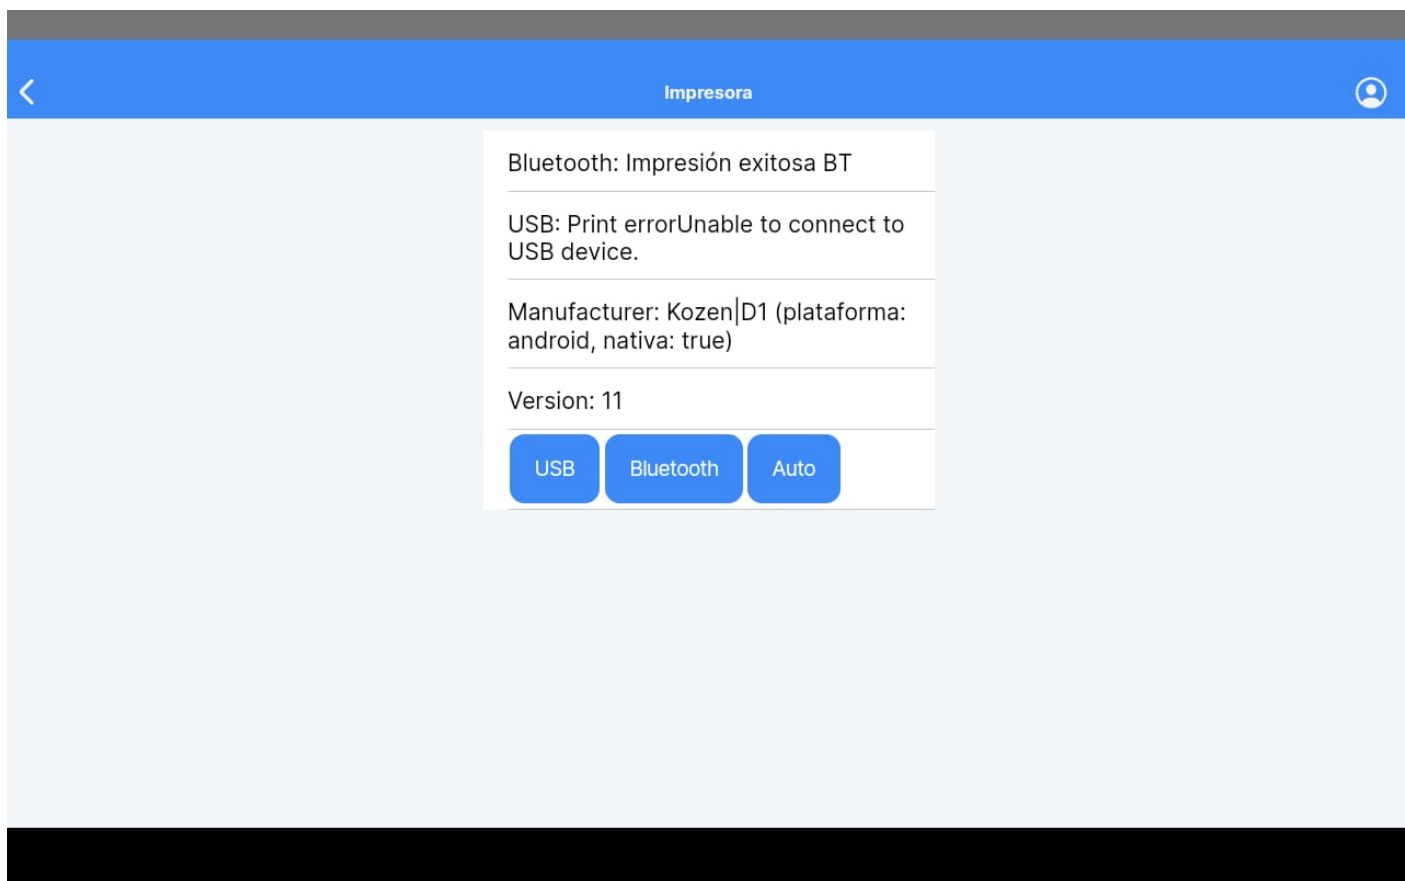 Impresora
Bluetooth: Impresión exitosa BT
USB: Print errorUnable to connect to
USB device.
Manufacturer: Kozen|D1 (plataforma:
android, nativa: true)
Version: 11
USB Bluetooth Auto